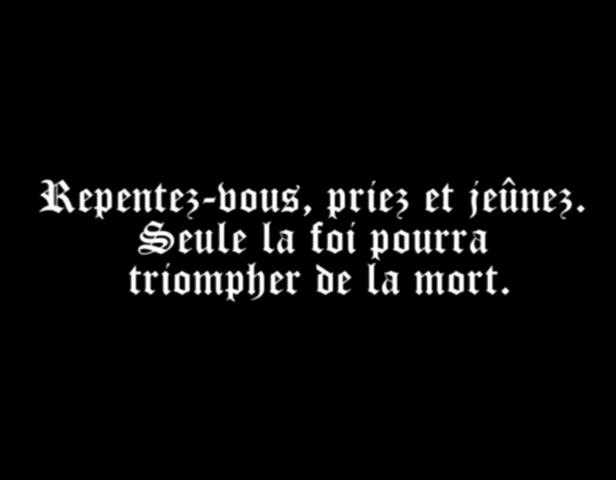 Repentez-vous, priez et jeûnez.
Seule la foi pourra
triompher de la mort.